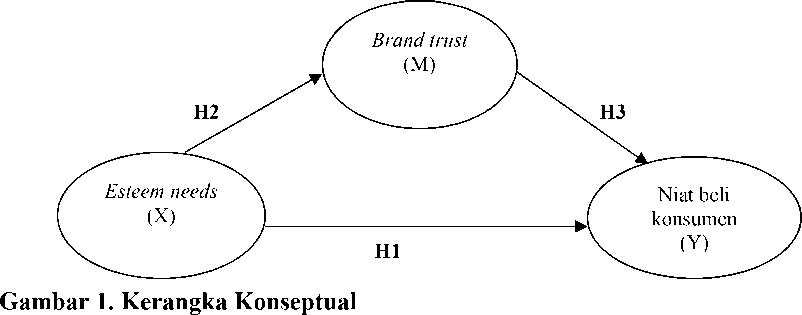 Brand trust
(M)
H2
H3
Esteem needs
(X)
Niat beli
konsumen
(Y)
H1
Gambar 1. Kerangka Konseptual